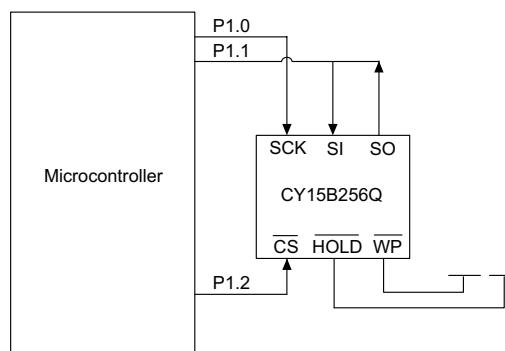 P1.0
P1.1
SCK SI SO
Microcontroller
CY15B256Q
CS HOLD WP
P1.2